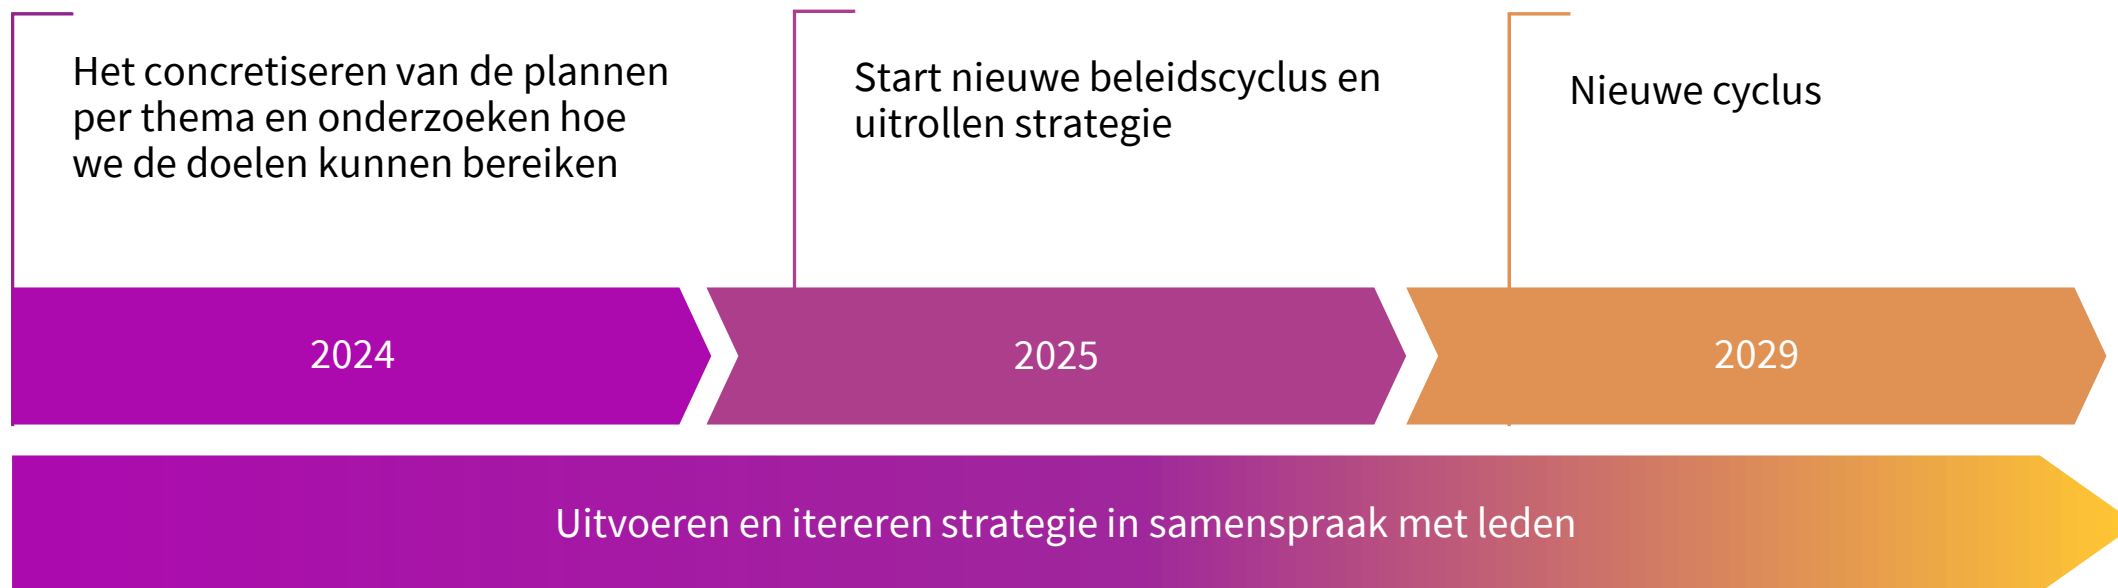 Het concretiseren van de plannen
per thema en onderzoeken hoe
we de doelen kunnen bereiken
Start nieuwe beleidscyclus en
uitrollen strategie
Nieuwe cyclus
2024
2025
2029
Uitvoeren en itereren strategie in samenspraak met leden